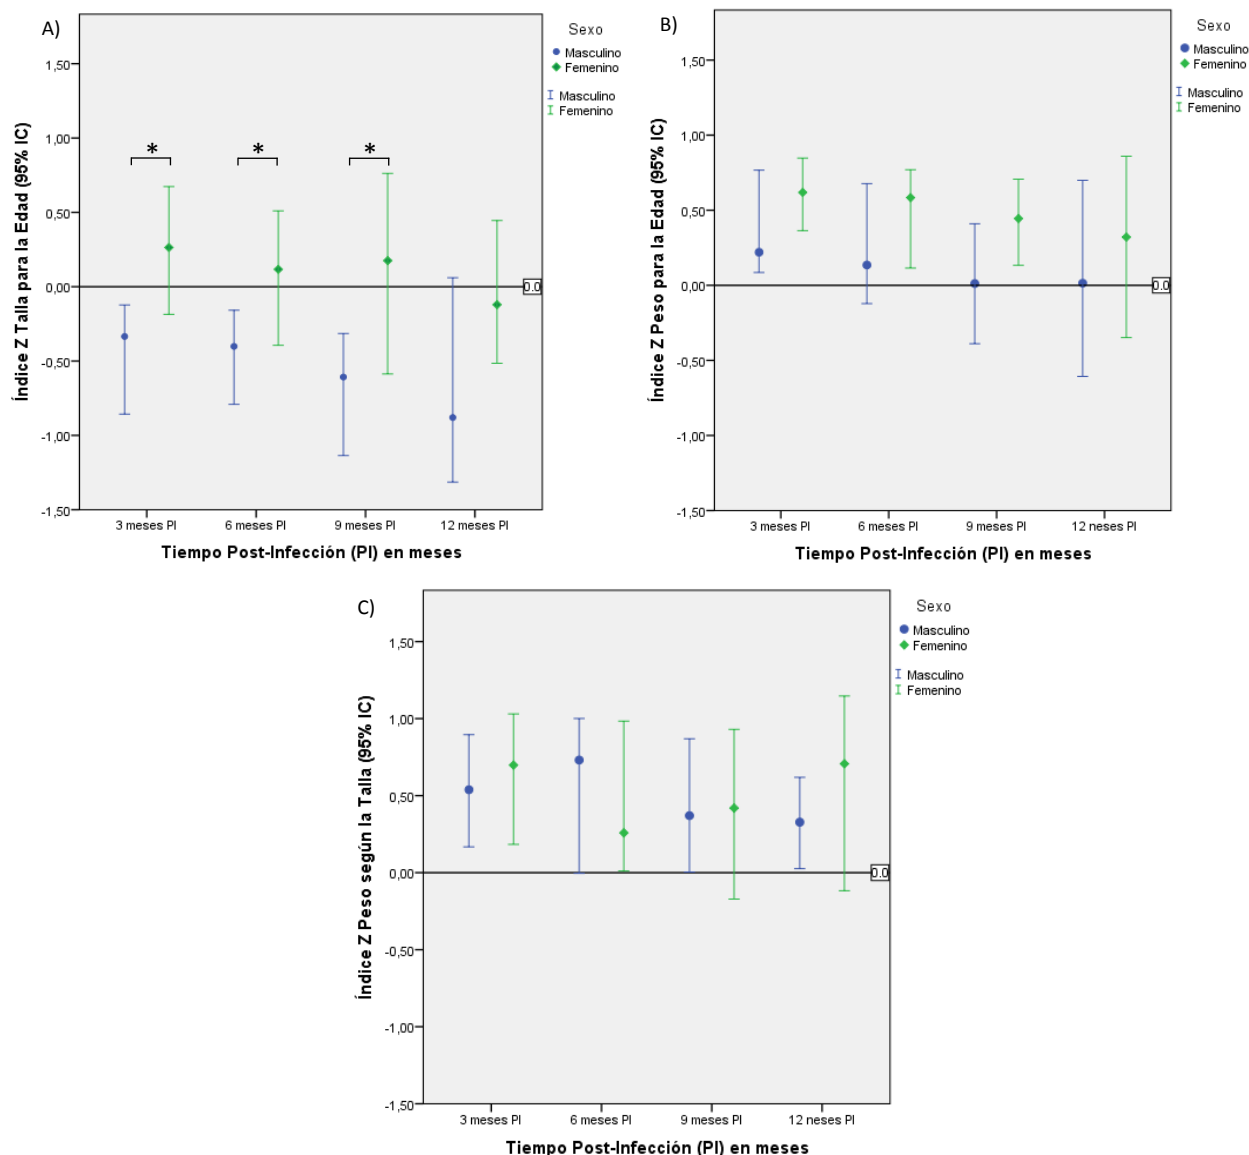 A)
Sexo
Masculino
Femenino
Masculino
Femenino
Índice Z Talla para la Edad (95% IC)
1,50
1,00
0,50
0,00
-0,50
-1,00
-1,50
* * *
0.0
3 meses PI 6 meses PI 9 meses PI 12 meses PI
Tiempo Post-Infección (PI) en meses
B)
Sexo
Masculino
Femenino
Masculino
Femenino
Índice Z Peso para la Edad (95% IC)
1,50
1,00
0,50
0,00
-0,50
-1,00
-1,50
0.0
3 meses PI 6 meses PI 9 meses PI 12 neses PI
Tiempo Post-Infección (PI) en meses
C)
Sexo
Masculino
Femenino
Masculino
Femenino
Índice Z Peso según la Talla (95% IC)
1,50
1,00
0,50
0,00
-0,50
-1,00
-1,50
0.0
3 meses PI 6 meses PI 9 meses PI 12 neses PI
Tiempo Post-Infección (PI) en meses